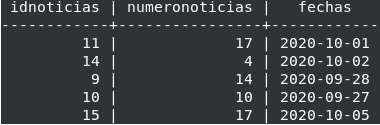 idnoticias | numeronoticias | fechas
------------+----------------+------------
11 | 17 | 2020-10-01
14 | 4 | 2020-10-02
9 | 14 | 2020-09-28
10 | 10 | 2020-09-27
15 | 17 | 2020-10-05